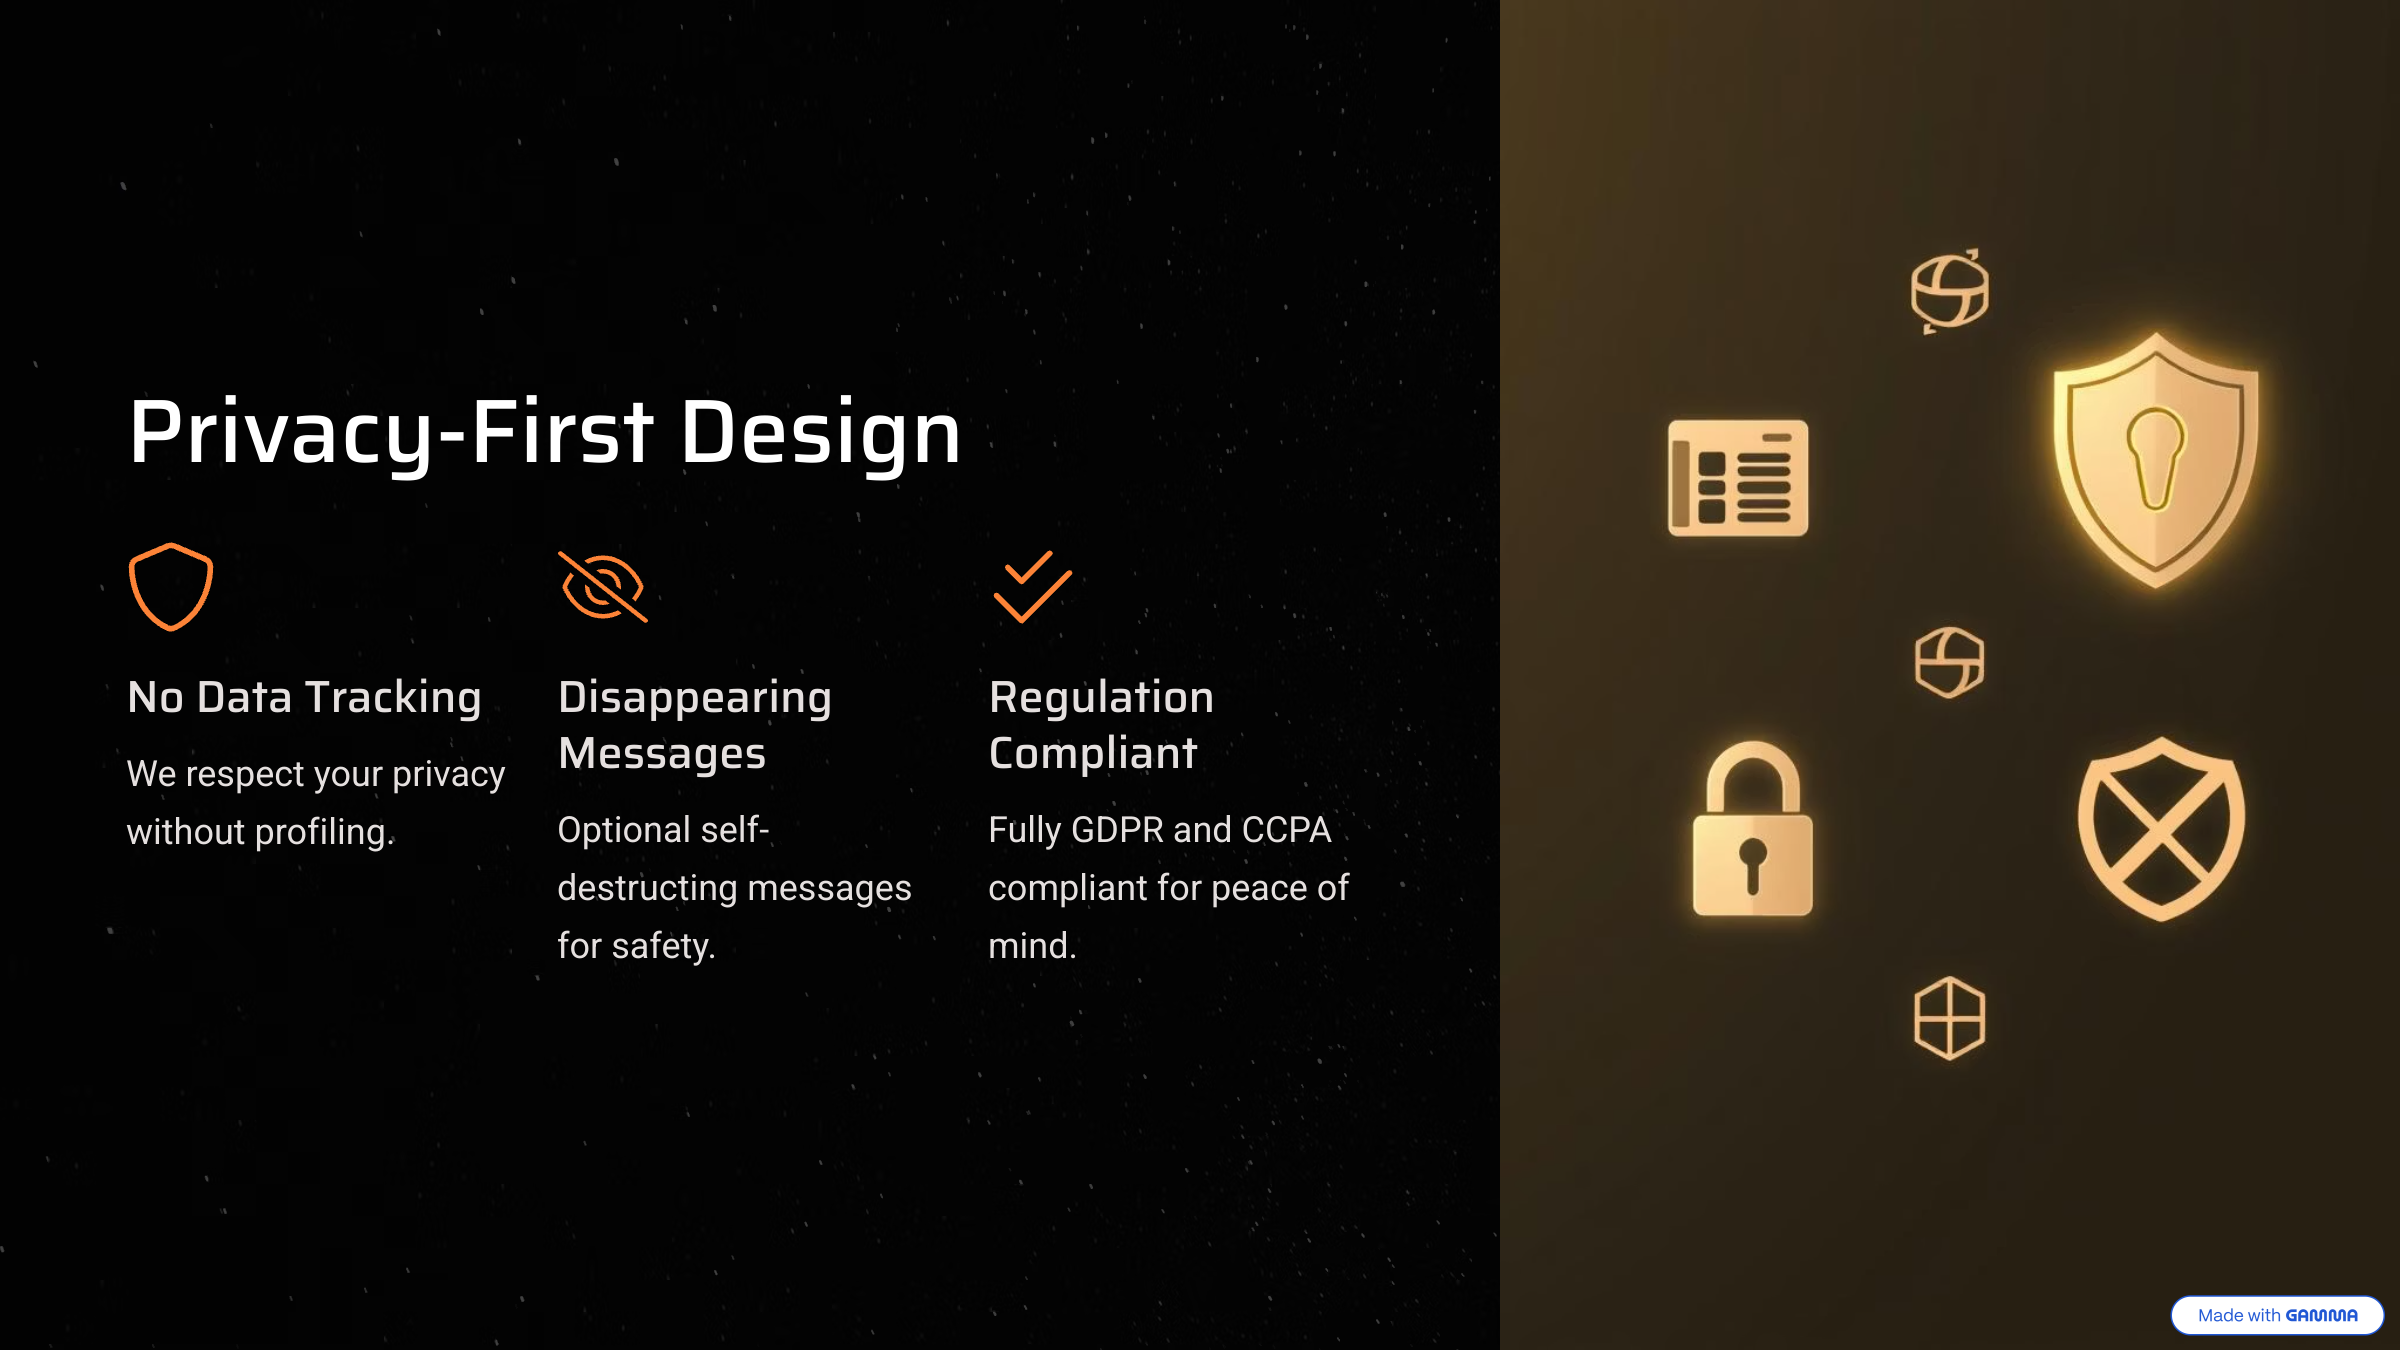 Privacy-First Design
No Data Tracking
We respect your privacy
without profiling.
Disappearing
Messages
Optional self-
destructing messages
for safety.
Regulation
Compliant
Fully GDPR and CCPA
compliant for peace of
mind.
Made with GAMMA